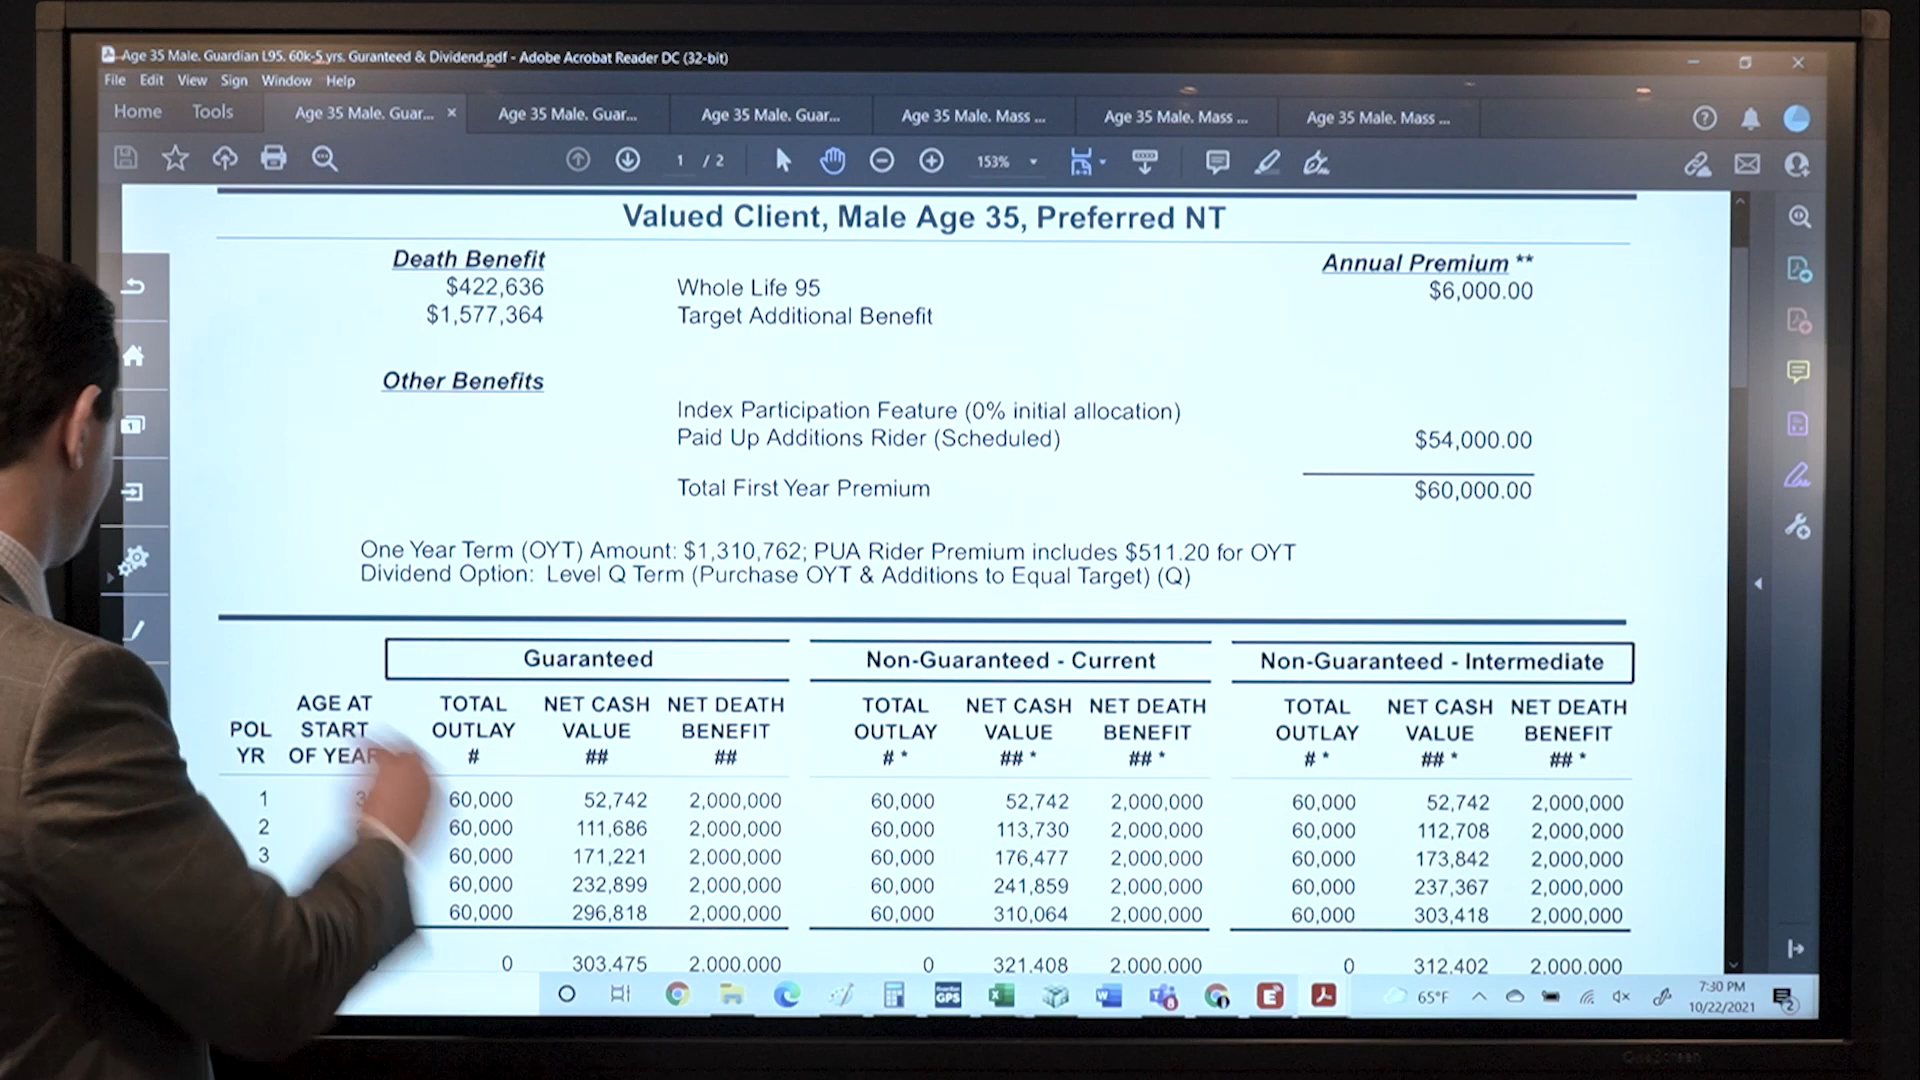 Age 35 Male. Guardian L95. 60k-5 yrs. Guranteed & Dividend.pdf - Adobe Acrobat Reader DC (32-bit)
File Edit View Sign Window Help
Home Tools Age 35 Male. Guar... × Age 35 Male. Guar... Age 35 Male. Guar... Age 35 Male. Mass ... Age 35 Male. Mass ... Age 35 Male. Mass ...
1 / 2 153%
Valued Client, Male Age 35, Preferred NT
Death Benefit Annual Premium **
$422,636 Whole Life 95 $6,000.00
$1,577,364 Target Additional Benefit
Other Benefits
Index Participation Feature (0% initial allocation)
Paid Up Additions Rider (Scheduled) $54,000.00
Total First Year Premium $60,000.00
One Year Term (OYT) Amount: $1,310,762; PUA Rider Premium includes $511.20 for OYT
Dividend Option: Level Q Term (Purchase OYT & Additions to Equal Target) (Q)
Guaranteed Non-Guaranteed - Current Non-Guaranteed - Intermediate
AGE AT TOTAL NET CASH NET DEATH TOTAL NET CASH NET DEATH TOTAL NET CASH NET DEATH
POL START OUTLAY VALUE BENEFIT OUTLAY VALUE BENEFIT OUTLAY VALUE BENEFIT
YR OF YEAR # ## ## # * ## * ## * # * ## * ## *
1 60,000 52,742 2,000,000 60,000 52,742 2,000,000 60,000 52,742 2,000,000
2 60,000 111,686 2,000,000 60,000 113,730 2,000,000 60,000 112,708 2,000,000
3 60,000 171,221 2,000,000 60,000 176,477 2,000,000 60,000 173,842 2,000,000
60,000 232,899 2,000,000 60,000 241,859 2,000,000 60,000 237,367 2,000,000
60,000 296,818 2,000,000 60,000 310,064 2,000,000 60,000 303,418 2,000,000
0 303,475 2,000,000 0 321,408 2,000,000 0 312,402 2,000,000
GPS 65°F 7:30 PM
10/22/2021